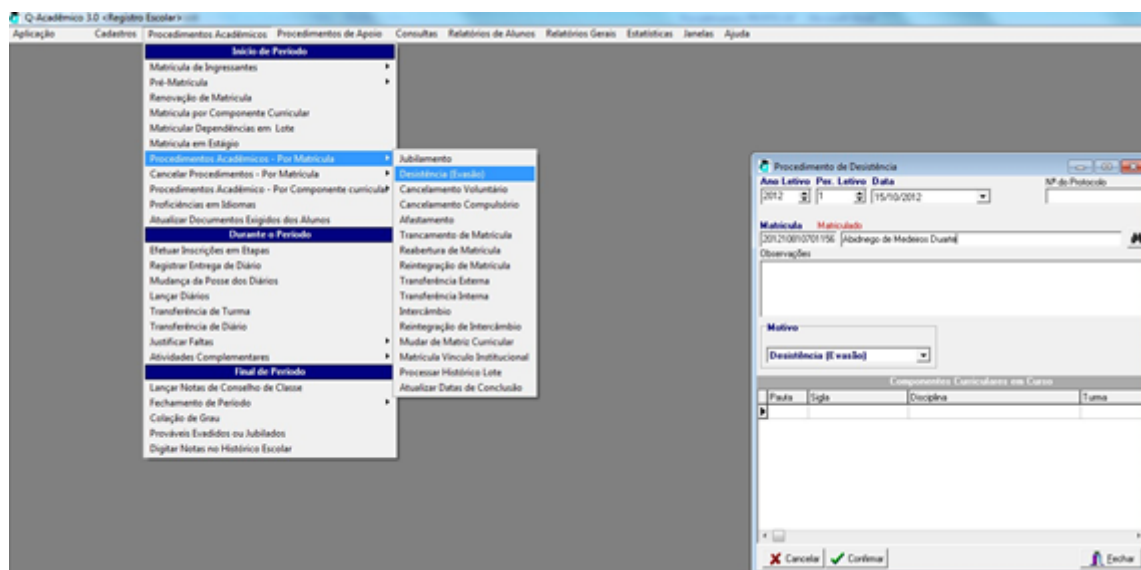 Q-Acadêmico 3.0 <Registro Escolar>
Aplicação Cadastros Procedimentos Acadêmicos Procedimentos de Apoio Consultas Relatórios de Alunos Relatórios Gerais Estatísticas Janelas Ajuda
Início de Período
Matrícula de Ingressantes
Pré-Matrícula
Renovação de Matrícula
Matrícula por Componente Curricular
Matricular Dependências em Lote
Matrícula em Estágio
Procedimentos Acadêmicos - Por Matrícula
Cancelar Procedimentos - Por Matrícula
Procedimentos Acadêmico - Por Componente curricular
Proficiências em Idiomas
Atualizar Documentos Exigidos dos Alunos
Durante o Período
Efetuar Inscrições em Etapas
Registrar Entrega de Diário
Mudança da Posse dos Diários
Lançar Diários
Transferência de Turma
Transferência de Diário
Justificar Faltas
Atividades Complementares
Final de Período
Lançar Notas de Conselho de Classe
Fechamento de Período
Colação de Grau
Prováveis Evadidos ou Jubilados
Digitar Notas no Histórico Escolar
Jubilamento
Desistência (Evasão)
Cancelamento Voluntário
Cancelamento Compulsório
Afastamento
Trancamento de Matrícula
Reabertura de Matrícula
Reintegração de Matrícula
Transferência Externa
Transferência Interna
Intercâmbio
Reintegração de Intercâmbio
Mudar de Matriz Curricular
Matrícula Vínculo Institucional
Processar Histórico Lote
Atualizar Datas de Conclusão
Procedimento de Desistência
Ano Letivo Per. Letivo Data Nº do Protocolo
2012 1 15/10/2012
Matrícula Matriculado
201210810701156 Abidnego de Medeiros Duarte
Observações
Motivo
Desistência (Evasão)
Componentes Curriculares em Curso
Pauta Sigla Disciplina Turma
Cancelar Confirmar Fechar